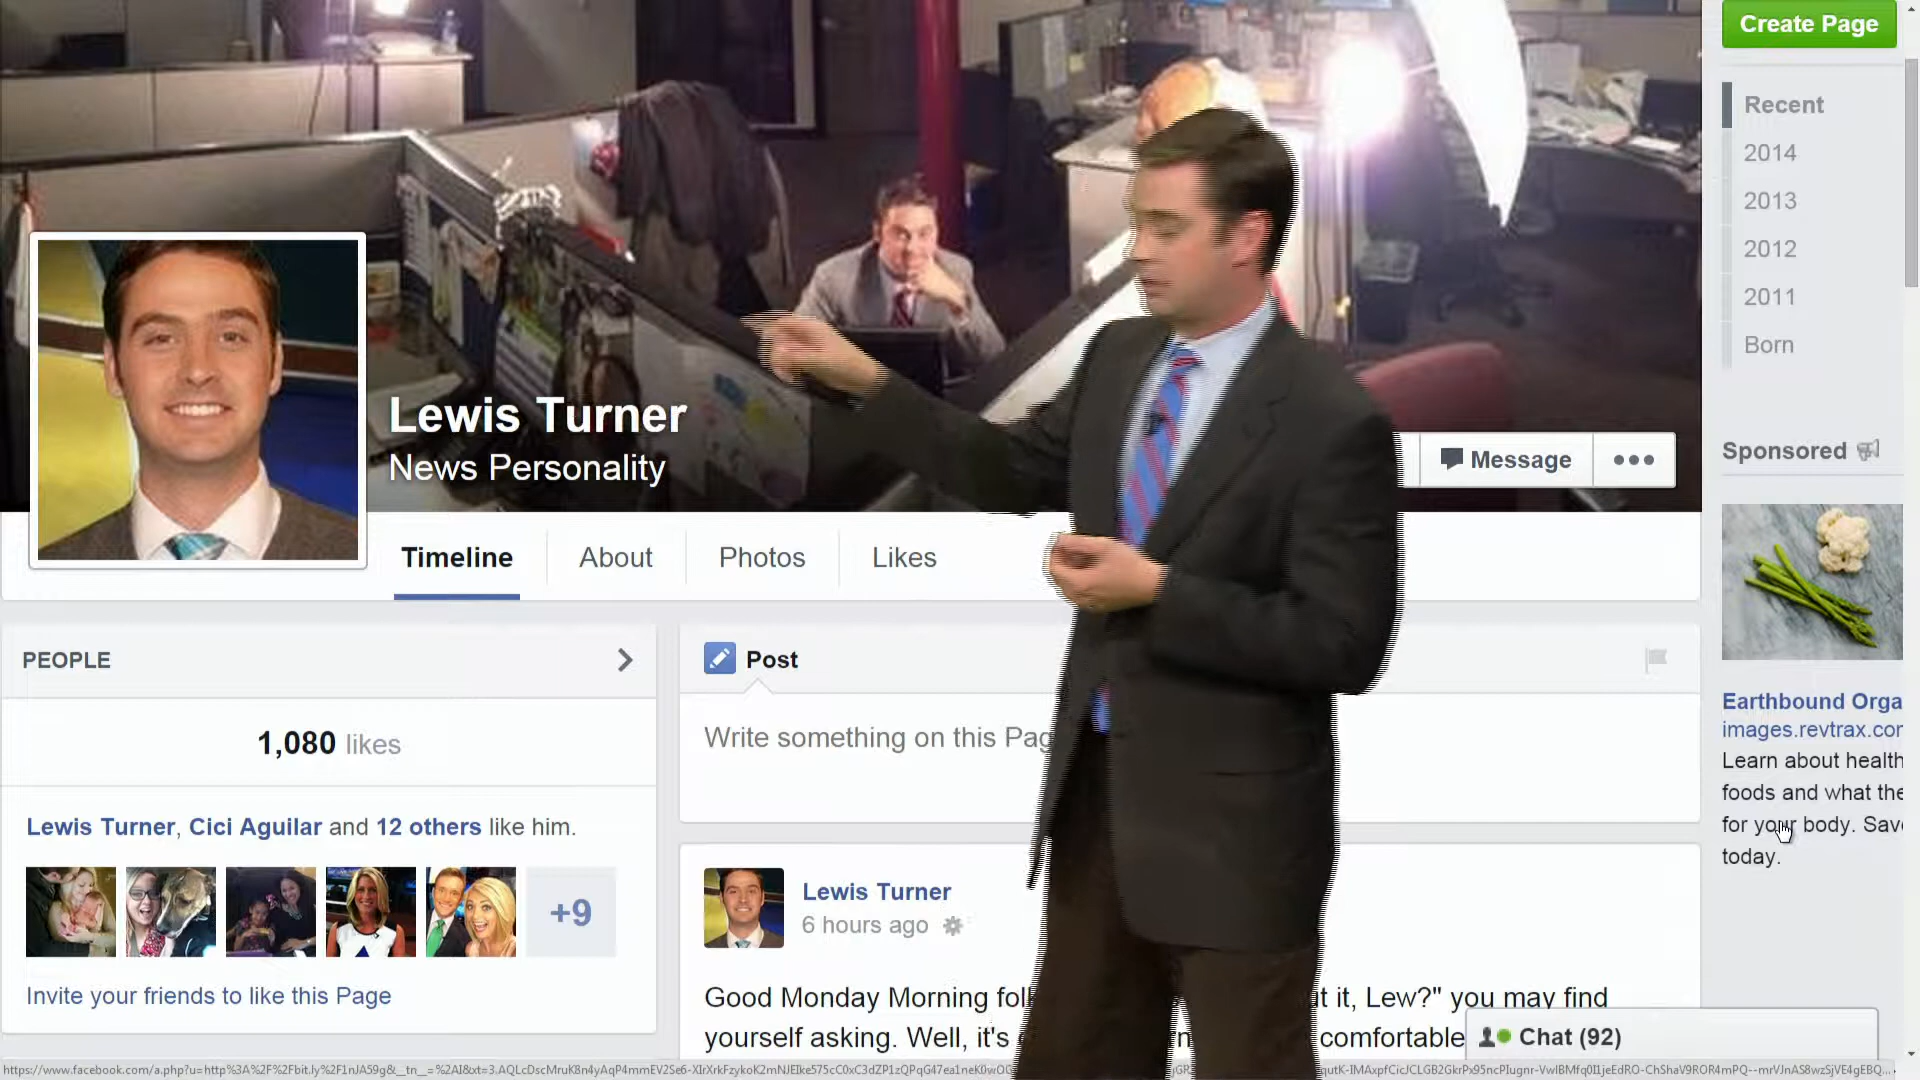 Create Page
Recent
2014
2013
2012
2011
Born
Lewis Turner
News Personality
Message
Timeline
About
Photos
Likes
Sponsored
PEOPLE
1,080 likes
Lewis Turner, Cici Aguilar and 12 others like him.
+9
Invite your friends to like this Page
Post
Write something on this Pag
Lewis Turner
6 hours ago
Good Monday Morning fol t it, Lew?" you may find
yourself asking. Well, it's comfortable
Earthbound Orga
images.revtrax.cor
Learn about health
foods and what the
for your body. Save
today.
Chat (92)